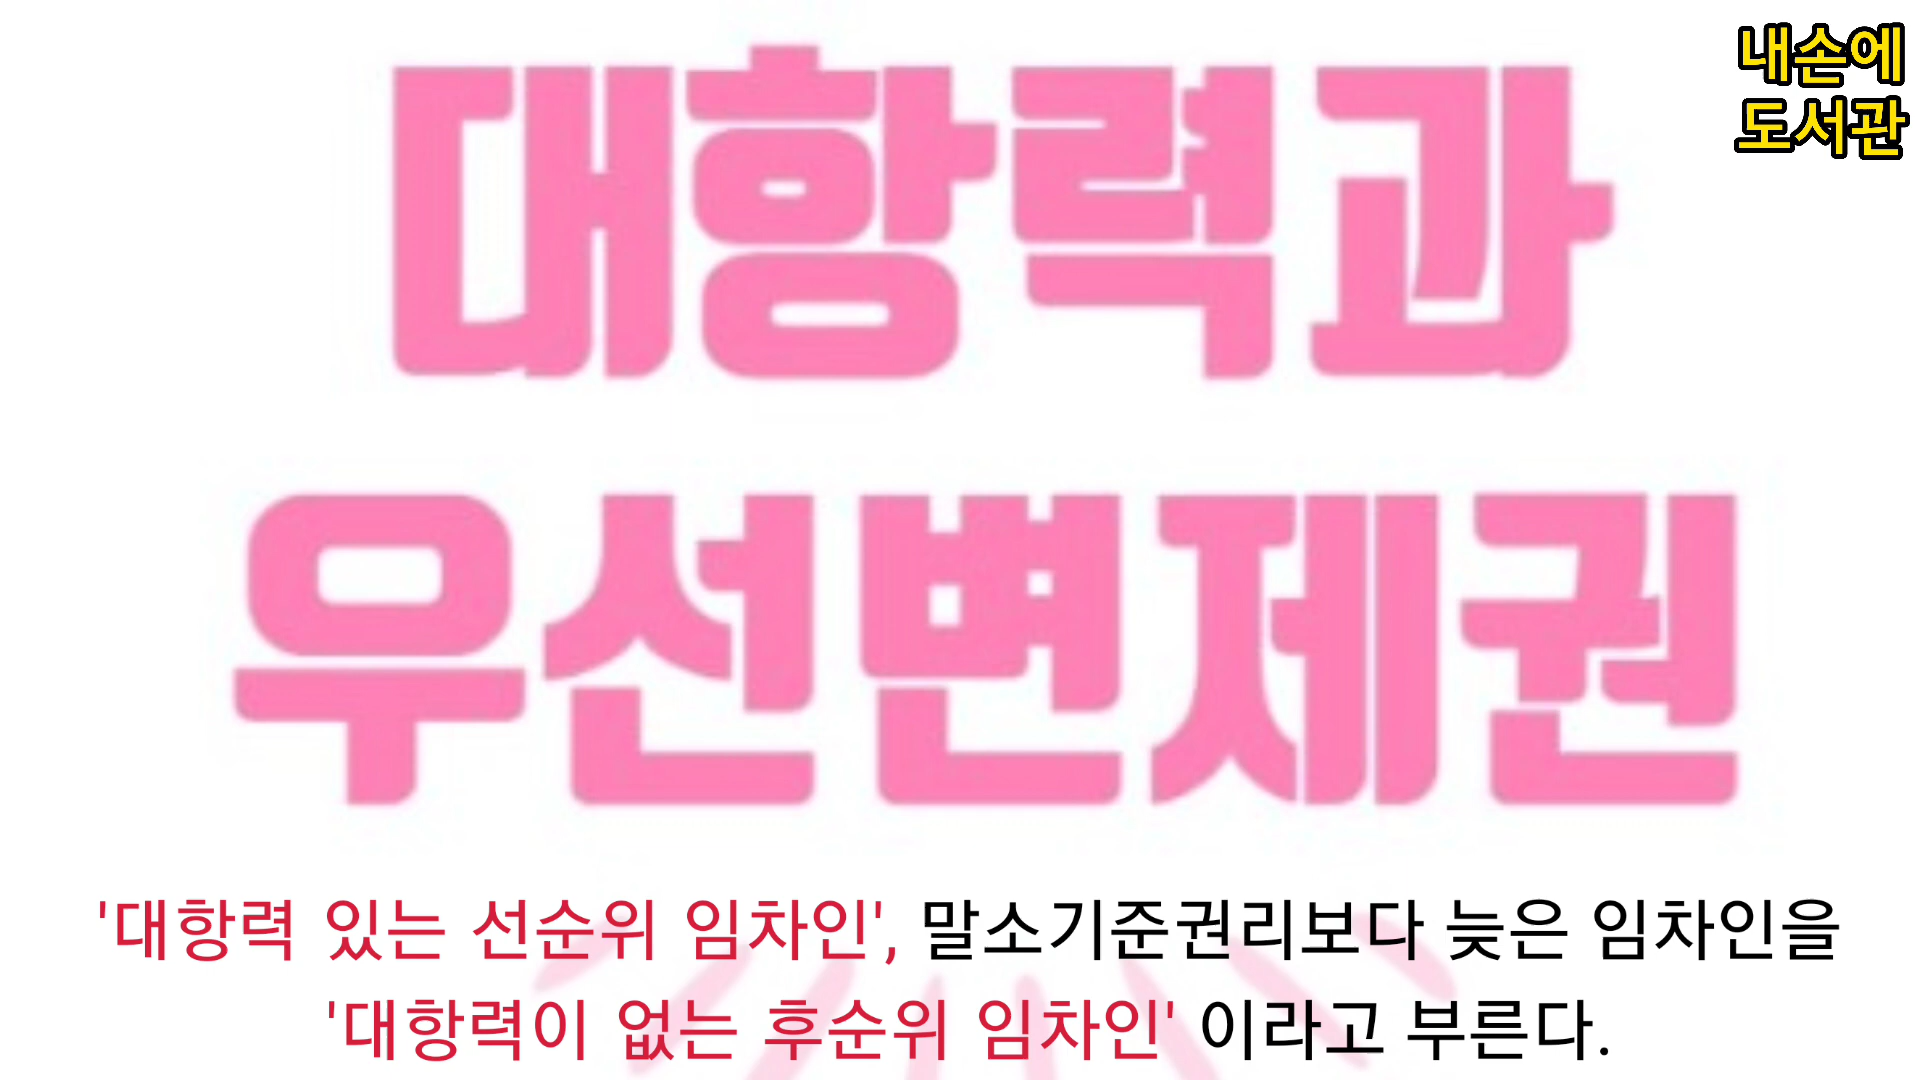 내손에
도서관
대항력과
우선변제권
'대항력 있는 선순위 임차인', 말소기준권리보다 늦은 임차인을
'대항력이 없는 후순위 임차인' 이라고 부른다.